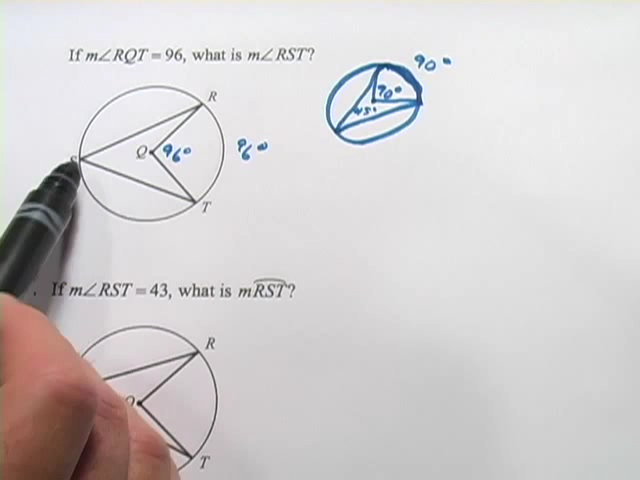 If m∠RQT = 96, what is m∠RST?
90°
R
90°
45°
Q 96° 96°
T
. If m∠RST = 43, what is mRST?
R
T